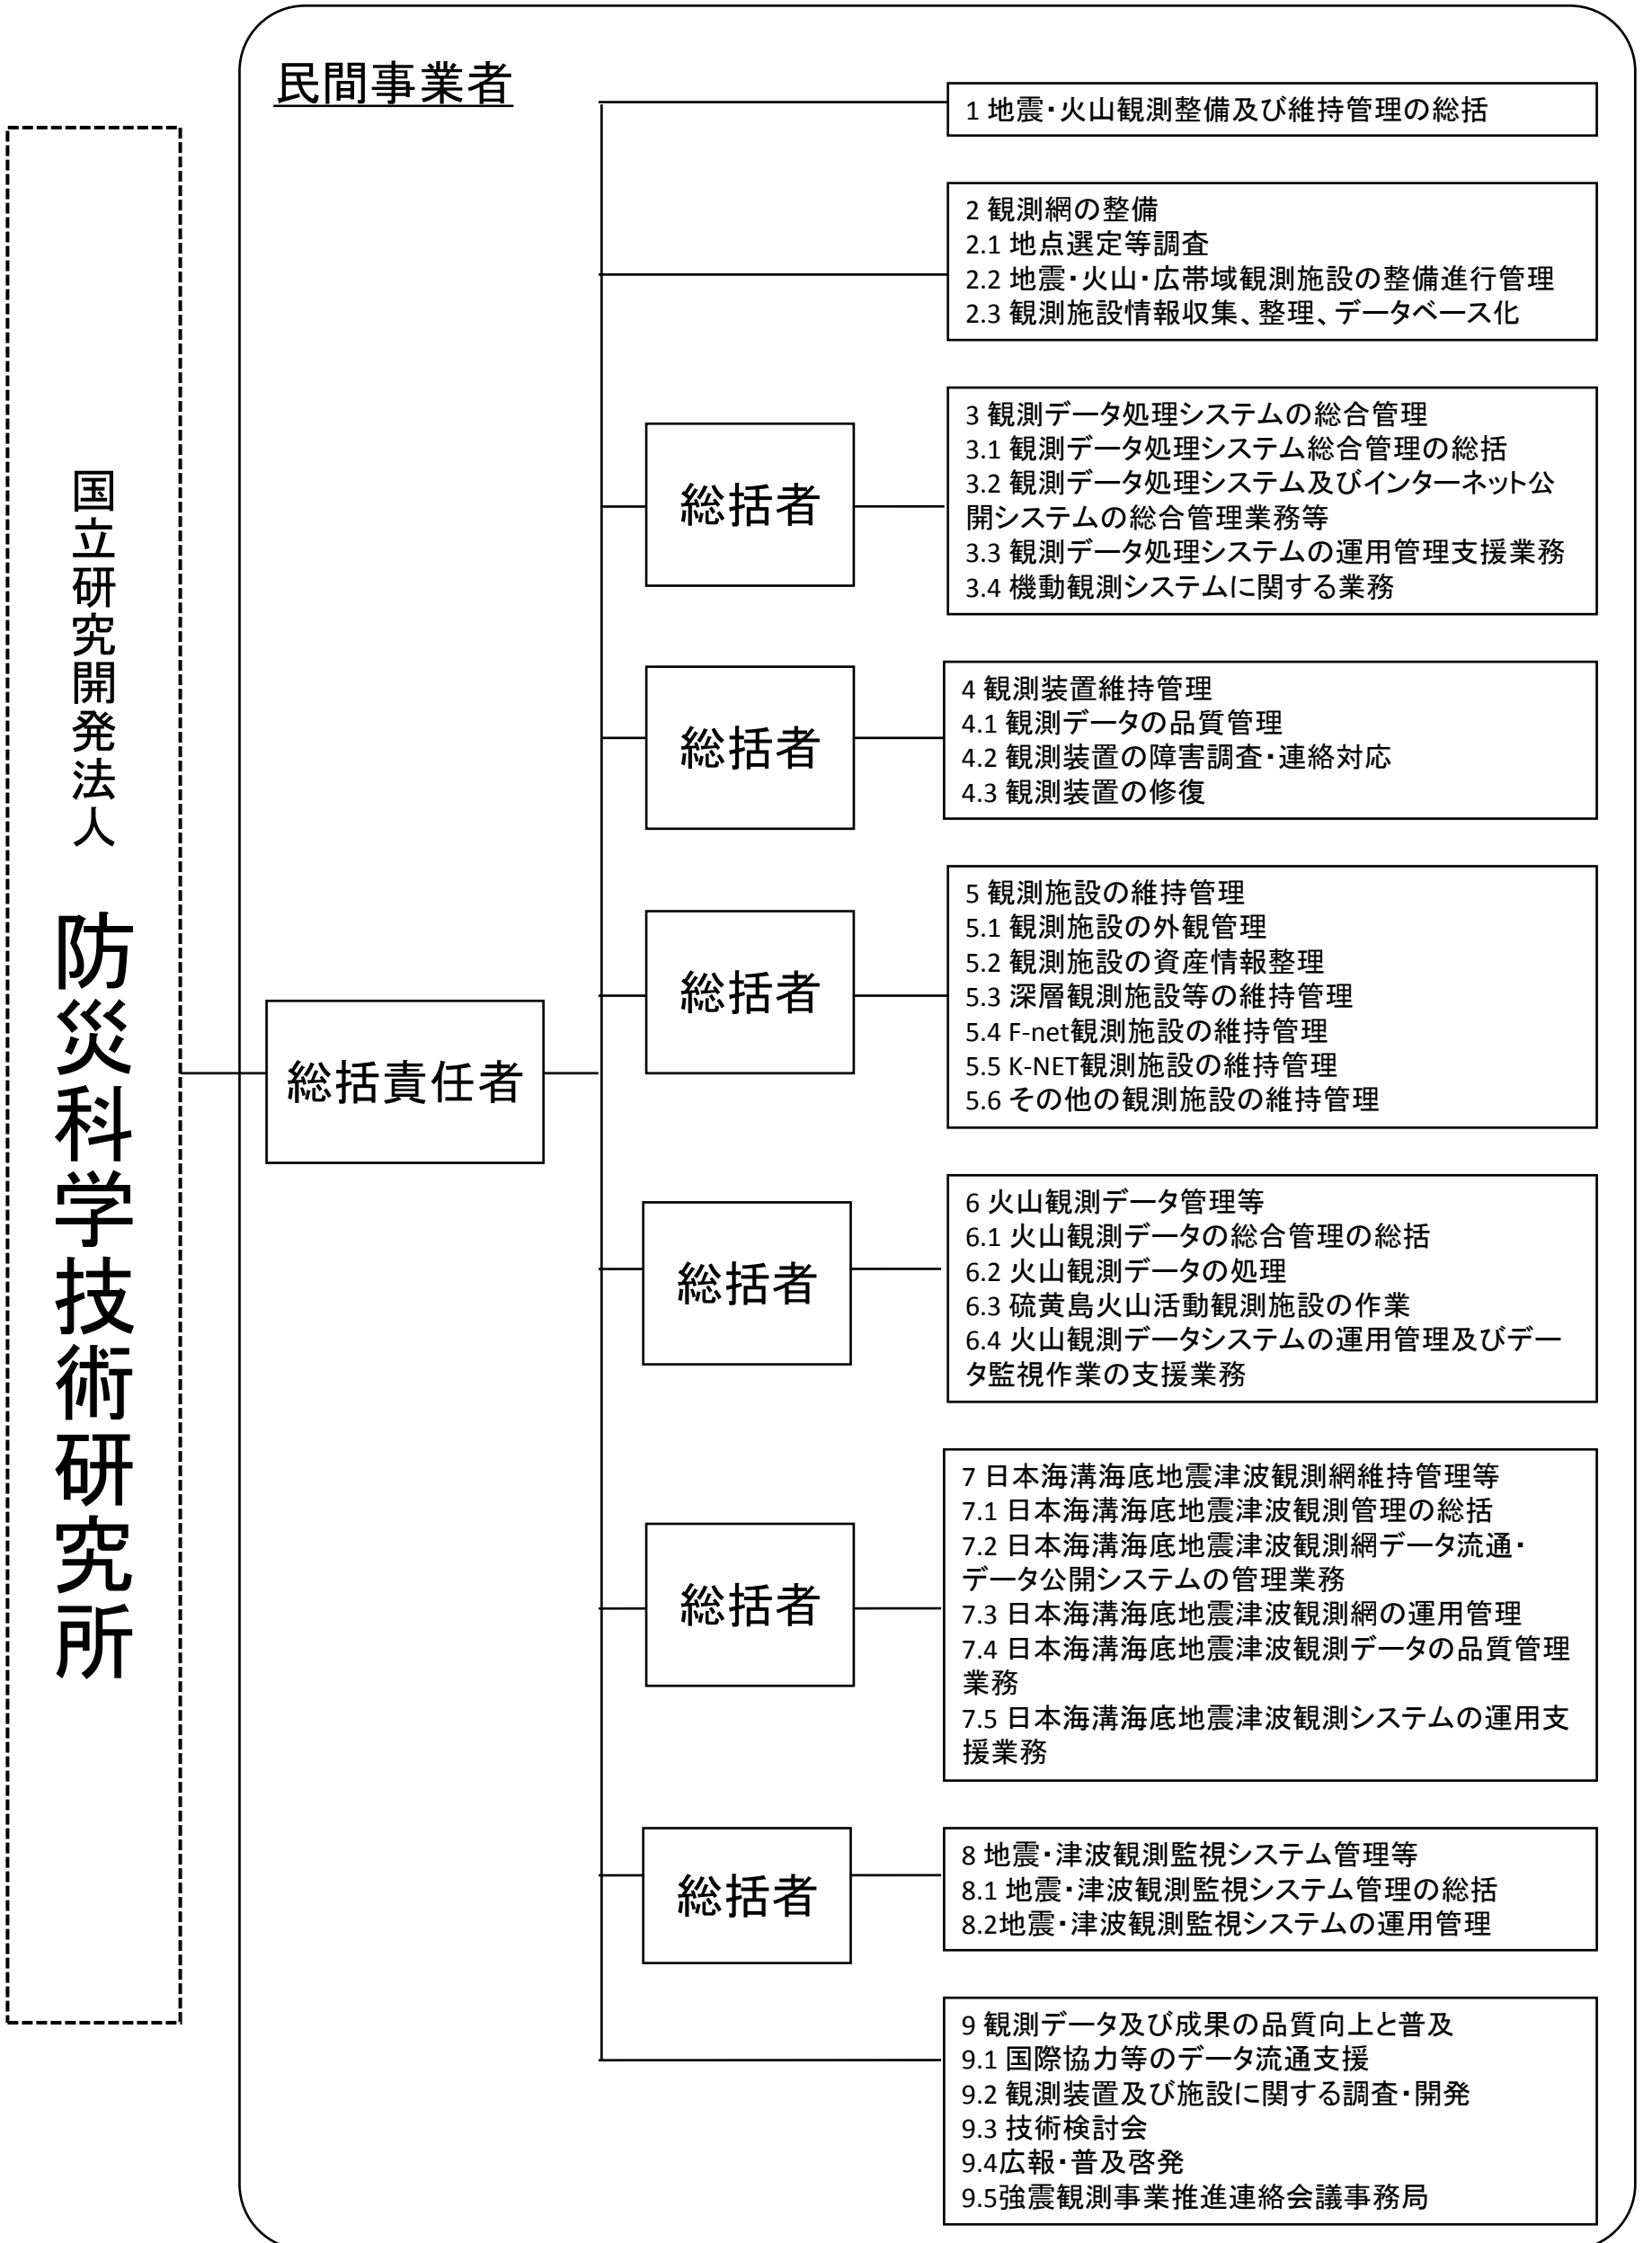 民間事業者
国立研究開発法人 防災科学技術研究所
総括責任者
1 地震・火山観測整備及び維持管理の総括
2 観測網の整備
2.1 地点選定等調査
2.2 地震・火山・広帯域観測施設の整備進行管理
2.3 観測施設情報収集、整理、データベース化
総括者
3 観測データ処理システムの総合管理
3.1 観測データ処理システム総合管理の総括
3.2 観測データ処理システム及びインターネット公
開システムの総合管理業務等
3.3 観測データ処理システムの運用管理支援業務
3.4 機動観測システムに関する業務
総括者
4 観測装置維持管理
4.1 観測データの品質管理
4.2 観測装置の障害調査・連絡対応
4.3 観測装置の修復
総括者
5 観測施設の維持管理
5.1 観測施設の外観管理
5.2 観測施設の資産情報整理
5.3 深層観測施設等の維持管理
5.4 F-net観測施設の維持管理
5.5 K-NET観測施設の維持管理
5.6 その他の観測施設の維持管理
総括者
6 火山観測データ管理等
6.1 火山観測データの総合管理の総括
6.2 火山観測データの処理
6.3 硫黄島火山活動観測施設の作業
6.4 火山観測データシステムの運用管理及びデー
タ監視作業の支援業務
総括者
7 日本海溝海底地震津波観測網維持管理等
7.1 日本海溝海底地震津波観測管理の総括
7.2 日本海溝海底地震津波観測網データ流通・
データ公開システムの管理業務
7.3 日本海溝海底地震津波観測網の運用管理
7.4 日本海溝海底地震津波観測データの品質管理
業務
7.5 日本海溝海底地震津波観測システムの運用支
援業務
総括者
8 地震・津波観測監視システム管理等
8.1 地震・津波観測監視システム管理の総括
8.2地震・津波観測監視システムの運用管理
9 観測データ及び成果の品質向上と普及
9.1 国際協力等のデータ流通支援
9.2 観測装置及び施設に関する調査・開発
9.3 技術検討会
9.4広報・普及啓発
9.5強震観測事業推進連絡会議事務局